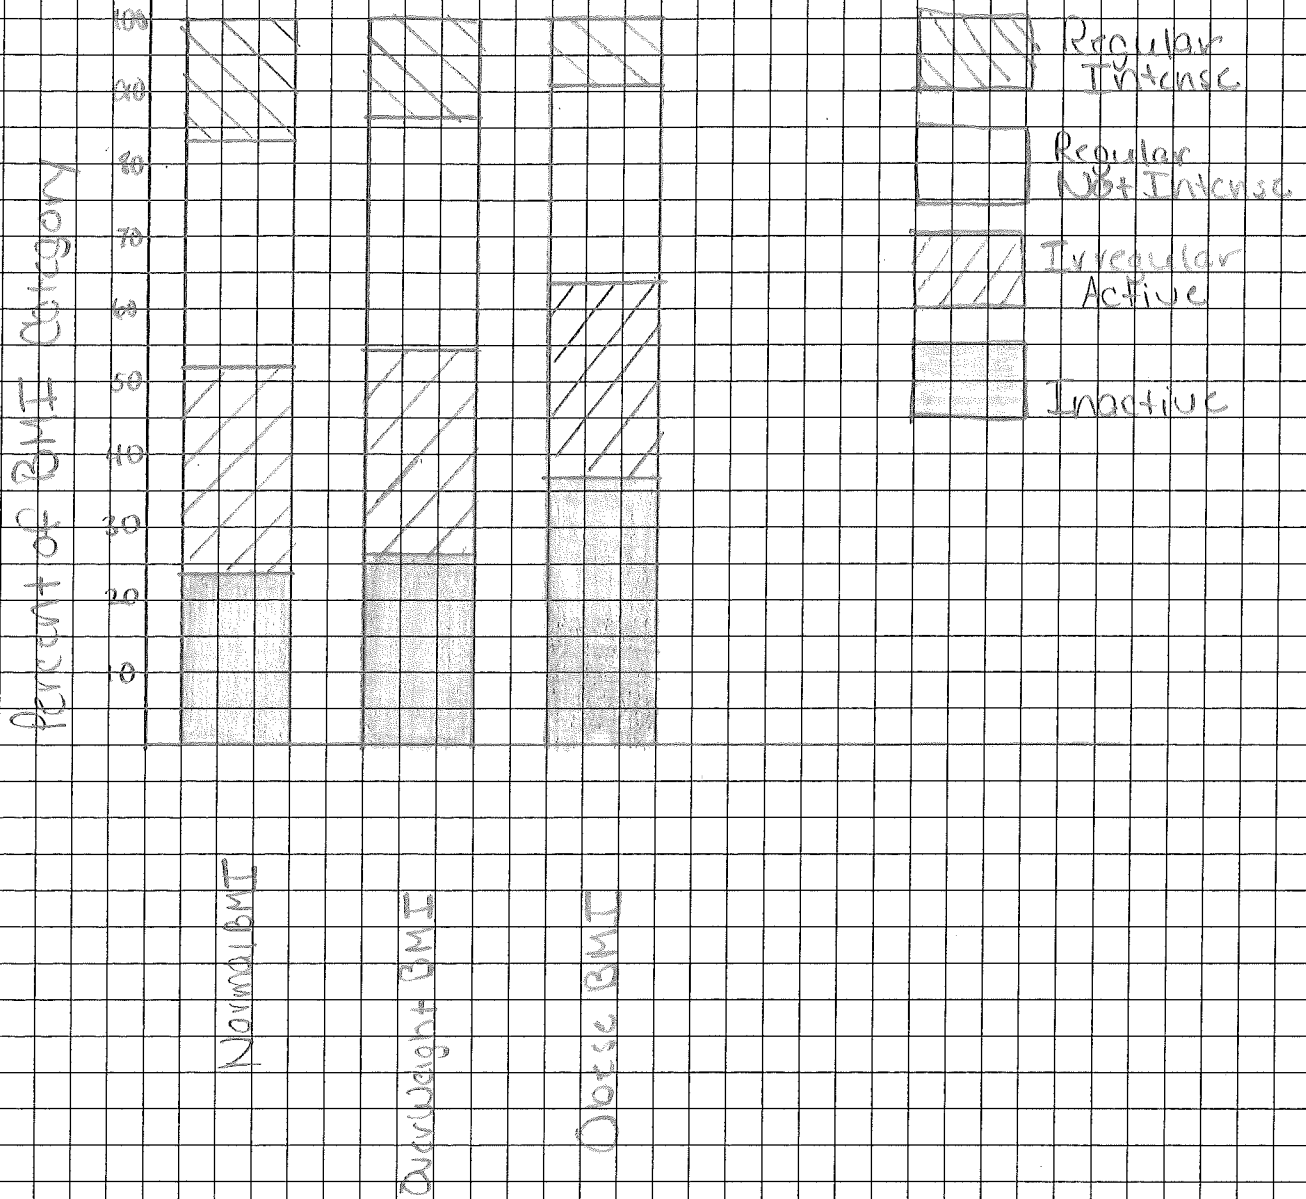 100
90
80
70
60
50
40
30
20
10
Percent of BMI Category
Normal BMI
Overweight BMI
Obese BMI
Regular
Intense
Regular
Not Intense
Irregular
Active
Inactive